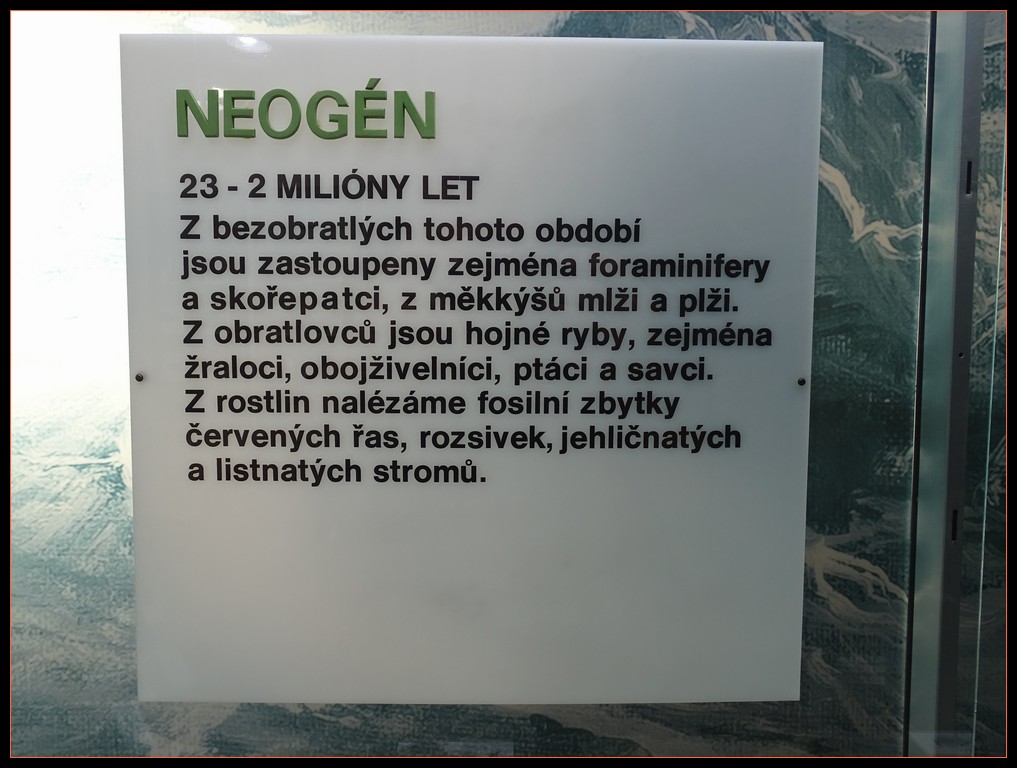 NEOGÉN
23 - 2 MILIÓNY LET
Z bezobratlých tohoto období
jsou zastoupeny zejména foraminifery
a skořepatci, z měkkýšů mlži a plži.
Z obratlovců jsou hojné ryby, zejména
žraloci, obojživelníci, ptáci a savci.
Z rostlin nalézáme fosilní zbytky
červených řas, rozsivek, jehličnatých
a listnatých stromů.